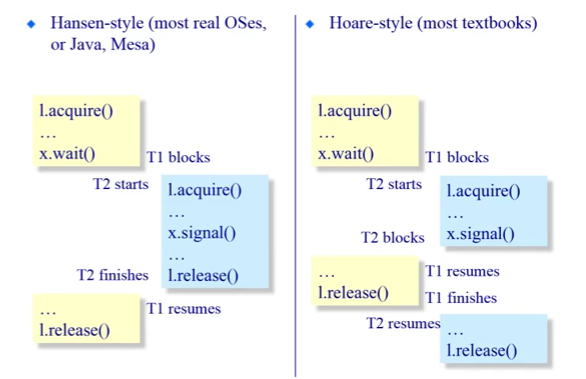 Hansen-style (most real OSes,
or Java, Mesa)
l.acquire()
…
x.wait()
T1 blocks
T2 starts
l.acquire()
…
x.signal()
…
T2 finishes
l.release()
…
T1 resumes
l.release()
Hoare-style (most textbooks)
l.acquire()
…
x.wait()
T1 blocks
T2 starts
l.acquire()
…
T2 blocks
x.signal()
…
T1 resumes
l.release()
T1 finishes
T2 resumes
…
l.release()